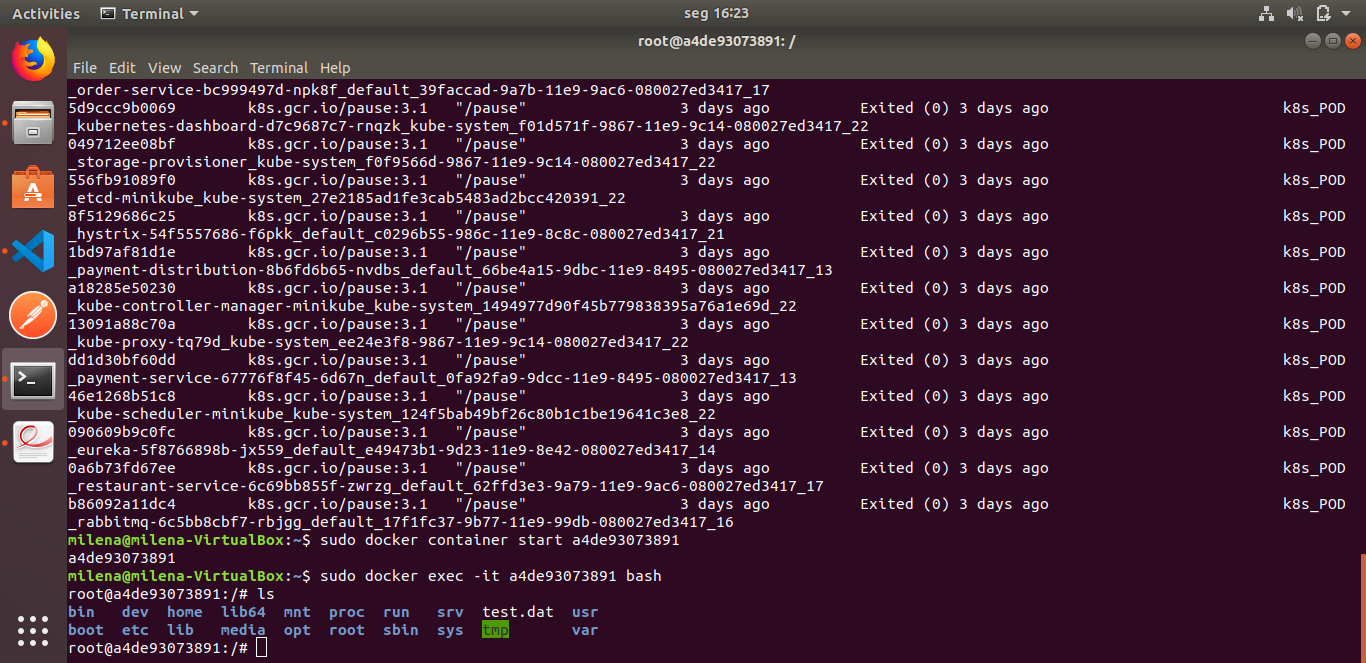 Activities Terminal seg 16:23
root@a4de93073891: /
File Edit View Search Terminal Help
_order-service-bc999497d-npk8f_default_39faccad-9a7b-11e9-9ac6-080027ed3417_17
5d9ccc9b0069 k8s.gcr.io/pause:3.1 "/pause" 3 days ago Exited (0) 3 days ago k8s_POD
_kubernetes-dashboard-d7c9687c7-rnqzk_kube-system_f01d571f-9867-11e9-9c14-080027ed3417_22
049712ee08bf k8s.gcr.io/pause:3.1 "/pause" 3 days ago Exited (0) 3 days ago k8s_POD
_storage-provisioner_kube-system_f0f9566d-9867-11e9-9c14-080027ed3417_22
556fb91089f0 k8s.gcr.io/pause:3.1 "/pause" 3 days ago Exited (0) 3 days ago k8s_POD
_etcd-minikube_kube-system_27e2185ad1fe3cab5483ad2bcc420391_22
8f5129686c25 k8s.gcr.io/pause:3.1 "/pause" 3 days ago Exited (0) 3 days ago k8s_POD
_hystrix-54f5557686-f6pkk_default_c0296b55-986c-11e9-8c8c-080027ed3417_21
1bd97af81d1e k8s.gcr.io/pause:3.1 "/pause" 3 days ago Exited (0) 3 days ago k8s_POD
_payment-distribution-8b6fd6b65-nvdbs_default_66be4a15-9dbc-11e9-8495-080027ed3417_13
a18285e50230 k8s.gcr.io/pause:3.1 "/pause" 3 days ago Exited (0) 3 days ago k8s_POD
_kube-controller-manager-minikube_kube-system_1494977d90f45b779838395a76a1e69d_22
13091a88c70a k8s.gcr.io/pause:3.1 "/pause" 3 days ago Exited (0) 3 days ago k8s_POD
_kube-proxy-tq79d_kube-system_ee24e3f8-9867-11e9-9c14-080027ed3417_22
dd1d30bf60dd k8s.gcr.io/pause:3.1 "/pause" 3 days ago Exited (0) 3 days ago k8s_POD
_payment-service-67776f8f45-6d67n_default_0fa92fa9-9dcc-11e9-8495-080027ed3417_13
46e1268b51c8 k8s.gcr.io/pause:3.1 "/pause" 3 days ago Exited (0) 3 days ago k8s_POD
_kube-scheduler-minikube_kube-system_124f5bab49bf26c80b1c1be19641c3e8_22
090609b9c0fc k8s.gcr.io/pause:3.1 "/pause" 3 days ago Exited (0) 3 days ago k8s_POD
_eureka-5f8766898b-jx559_default_e49473b1-9d23-11e9-8e42-080027ed3417_14
0a6b73fd67ee k8s.gcr.io/pause:3.1 "/pause" 3 days ago Exited (0) 3 days ago k8s_POD
_restaurant-service-6c69bb855f-zwrzg_default_62ffd3e3-9a79-11e9-9ac6-080027ed3417_17
b86092a11dc4 k8s.gcr.io/pause:3.1 "/pause" 3 days ago Exited (0) 3 days ago k8s_POD
_rabbitmq-6c5bb8cbf7-rbjgg_default_17f1fc37-9b77-11e9-99db-080027ed3417_16
milena@milena-VirtualBox:~$ sudo docker container start a4de93073891
a4de93073891
milena@milena-VirtualBox:~$ sudo docker exec -it a4de93073891 bash
root@a4de93073891:/# ls
bin dev home lib64 mnt proc run srv test.dat usr
boot etc lib media opt root sbin sys tmp var
root@a4de93073891:/#